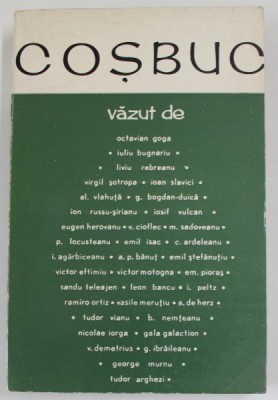 COȘBUC
văzut de
octavian goga
• iuliu bugnariu •
liviu rebreanu
virgil șotropa • ioan slavici
al. vlahuță • g. bogdan-duică
ion russu-șirianu • iosif vulcan
eugen herovanu • v. cioflec • m. sadoveanu
p. locusteanu • emil isac • c. ardeleanu
i. agârbiceanu • a. p. bănuț • emil ștefănuțiu
victor eftimiu • victor motogna • em. pioraș
sandu teleajen • leon bancu • i. peltz
ramiro ortiz • vasile meruțiu • a. de herz
• tudor vianu • b. nemțeanu •
nicolae iorga • gala galaction
v. demetrius • g. ibrăileanu
• george murnu •
tudor arghezi